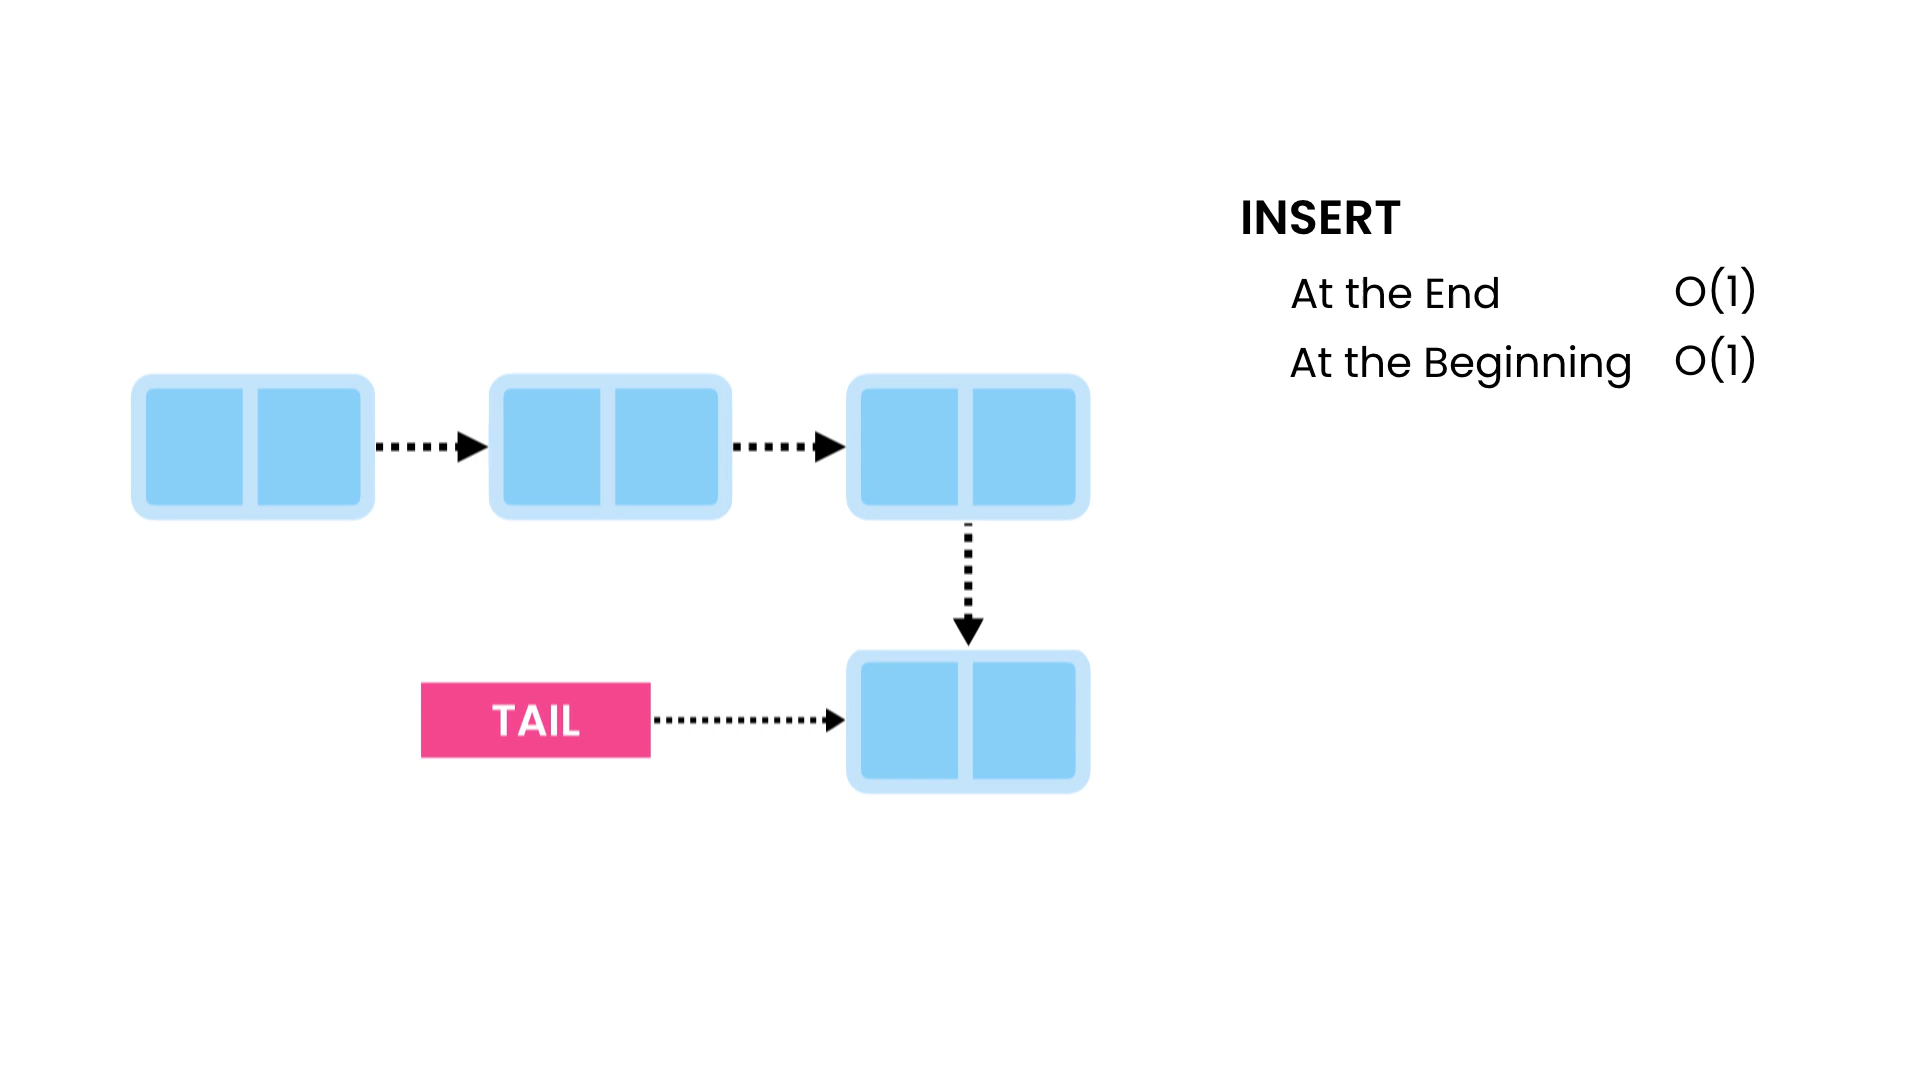 INSERT
At the End O(1)
At the Beginning O(1)
TAIL